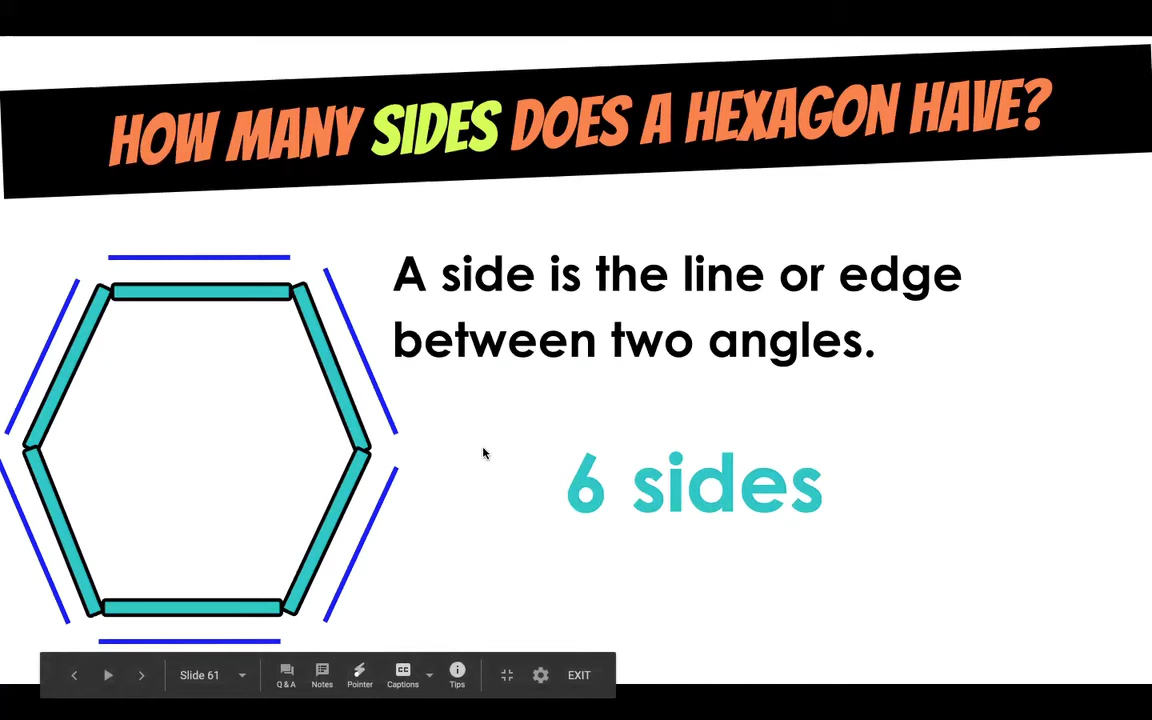 HOW MANY SIDES DOES A HEXAGON HAVE?
A side is the line or edge
between two angles.
6 sides
Slide 61
Q & A
Notes
Pointer
CC
Captions
Tips
EXIT